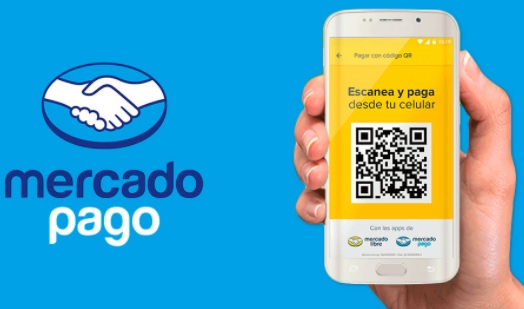 mercado
pago
Pagar con código QR
Escanea y paga
desde tu celular
Con las apps de
mercado
libre
mercado
pago